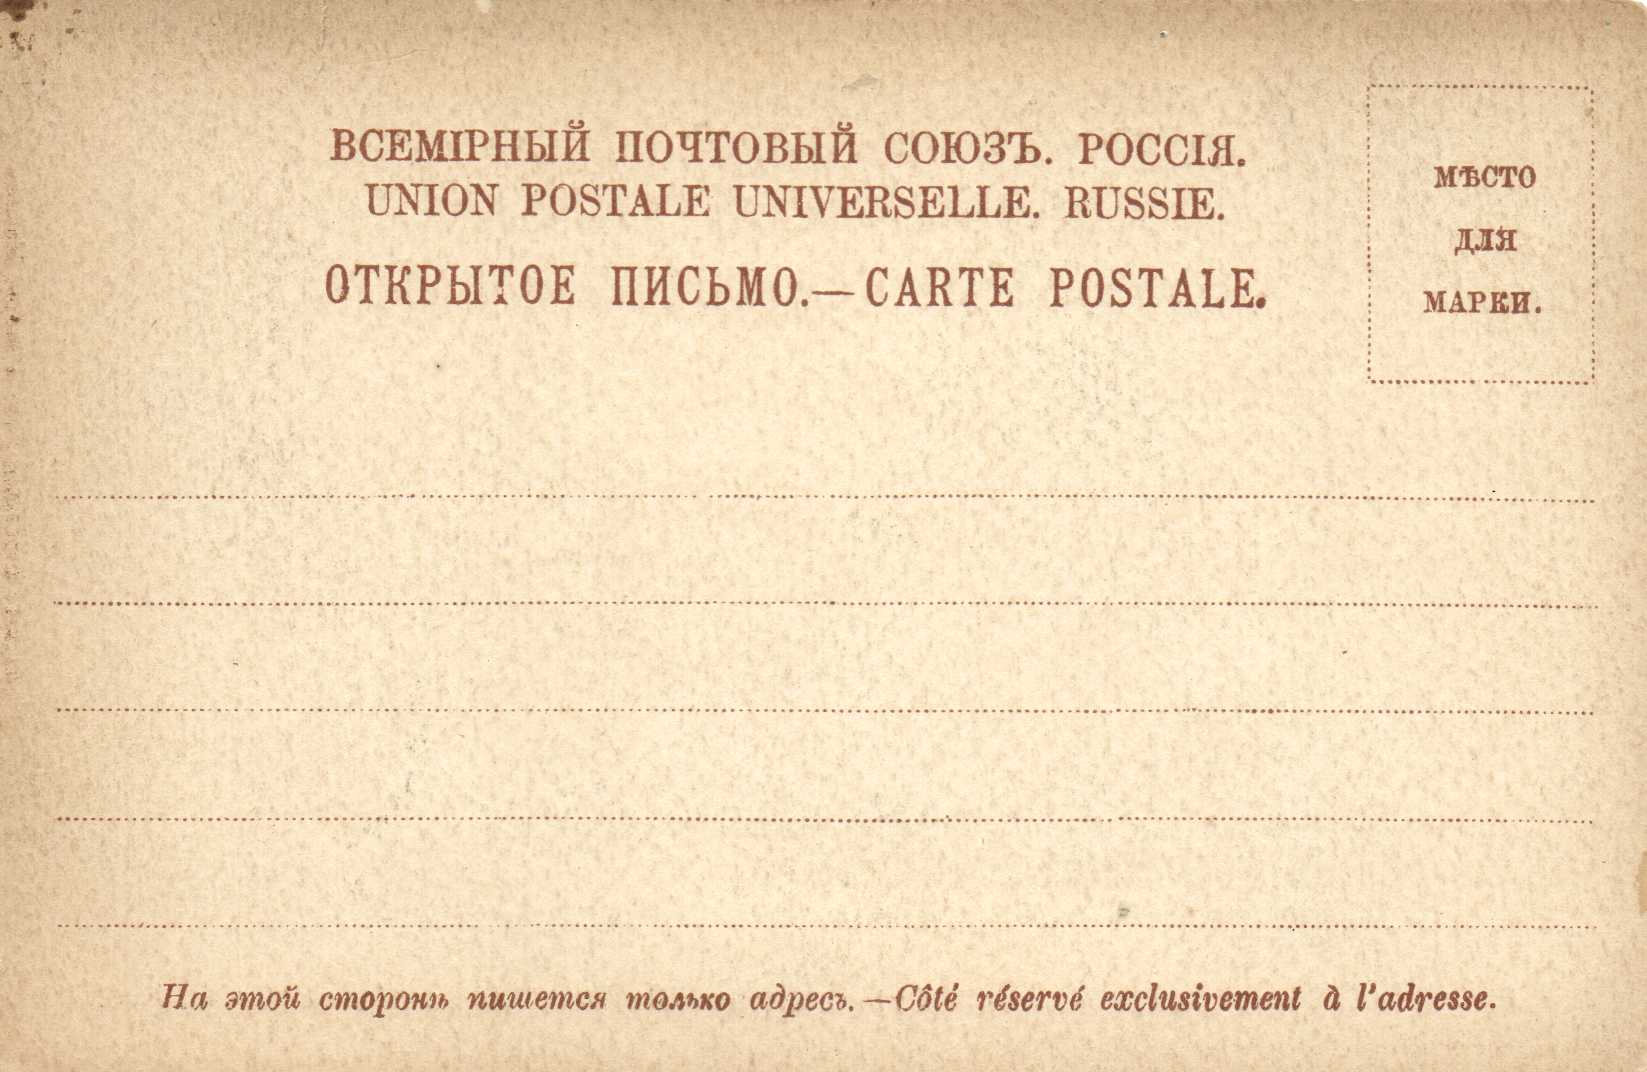 ВСЕМІРНЫЙ ПОЧТОВЫЙ СОЮЗЪ. РОССІЯ.
UNION POSTALE UNIVERSELLE. RUSSIE.
ОТКРЫТОЕ ПИСЬМО.—CARTE POSTALE.
МѢСТО
ДЛЯ
МАРКИ.
На этой сторонѣ пишется только адресъ.—Côté réservé exclusivement à l'adresse.